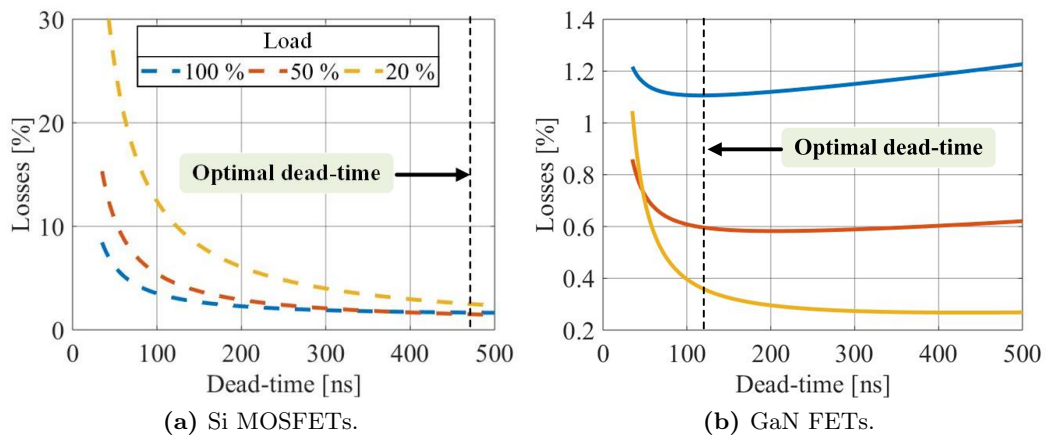 Losses [%]
30
20
10
0
Load
100 % 50 % 20 %
Optimal dead-time
0 100 200 300 400 500
Dead-time [ns]
(a) Si MOSFETs.
Losses [%]
1.4
1.2
1
0.8
0.6
0.4
0.2
Optimal dead-time
0 100 200 300 400 500
Dead-time [ns]
(b) GaN FETs.